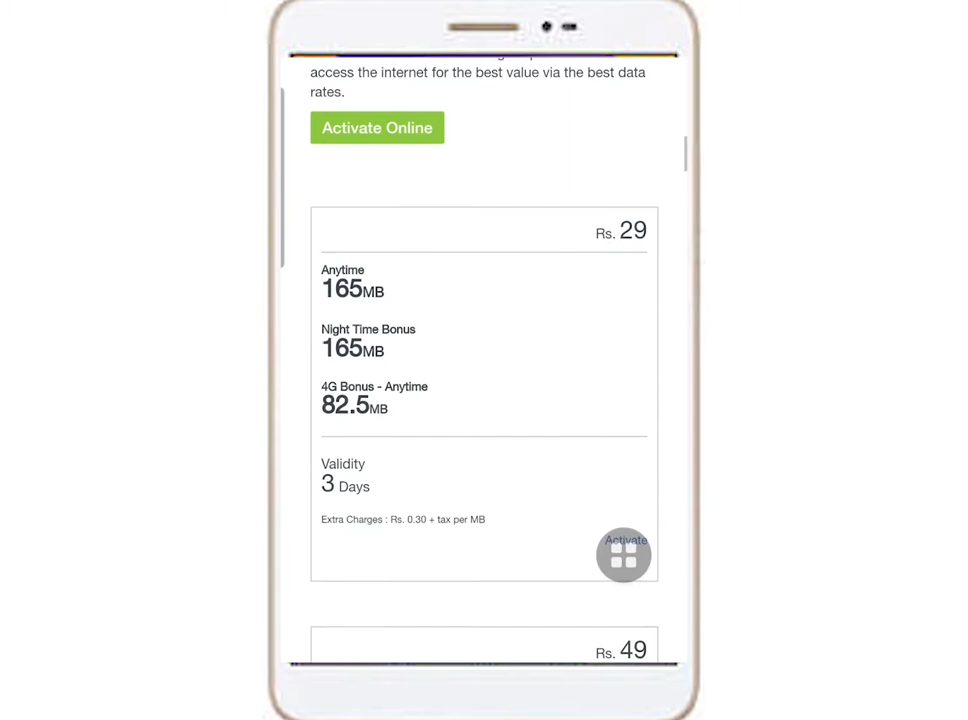 access the internet for the best value via the best data
rates.
Activate Online
Rs. 29
Anytime
165MB
Night Time Bonus
165MB
4G Bonus - Anytime
82.5MB
Validity
3 Days
Extra Charges : Rs. 0.30 + tax per MB
Activate
Rs. 49